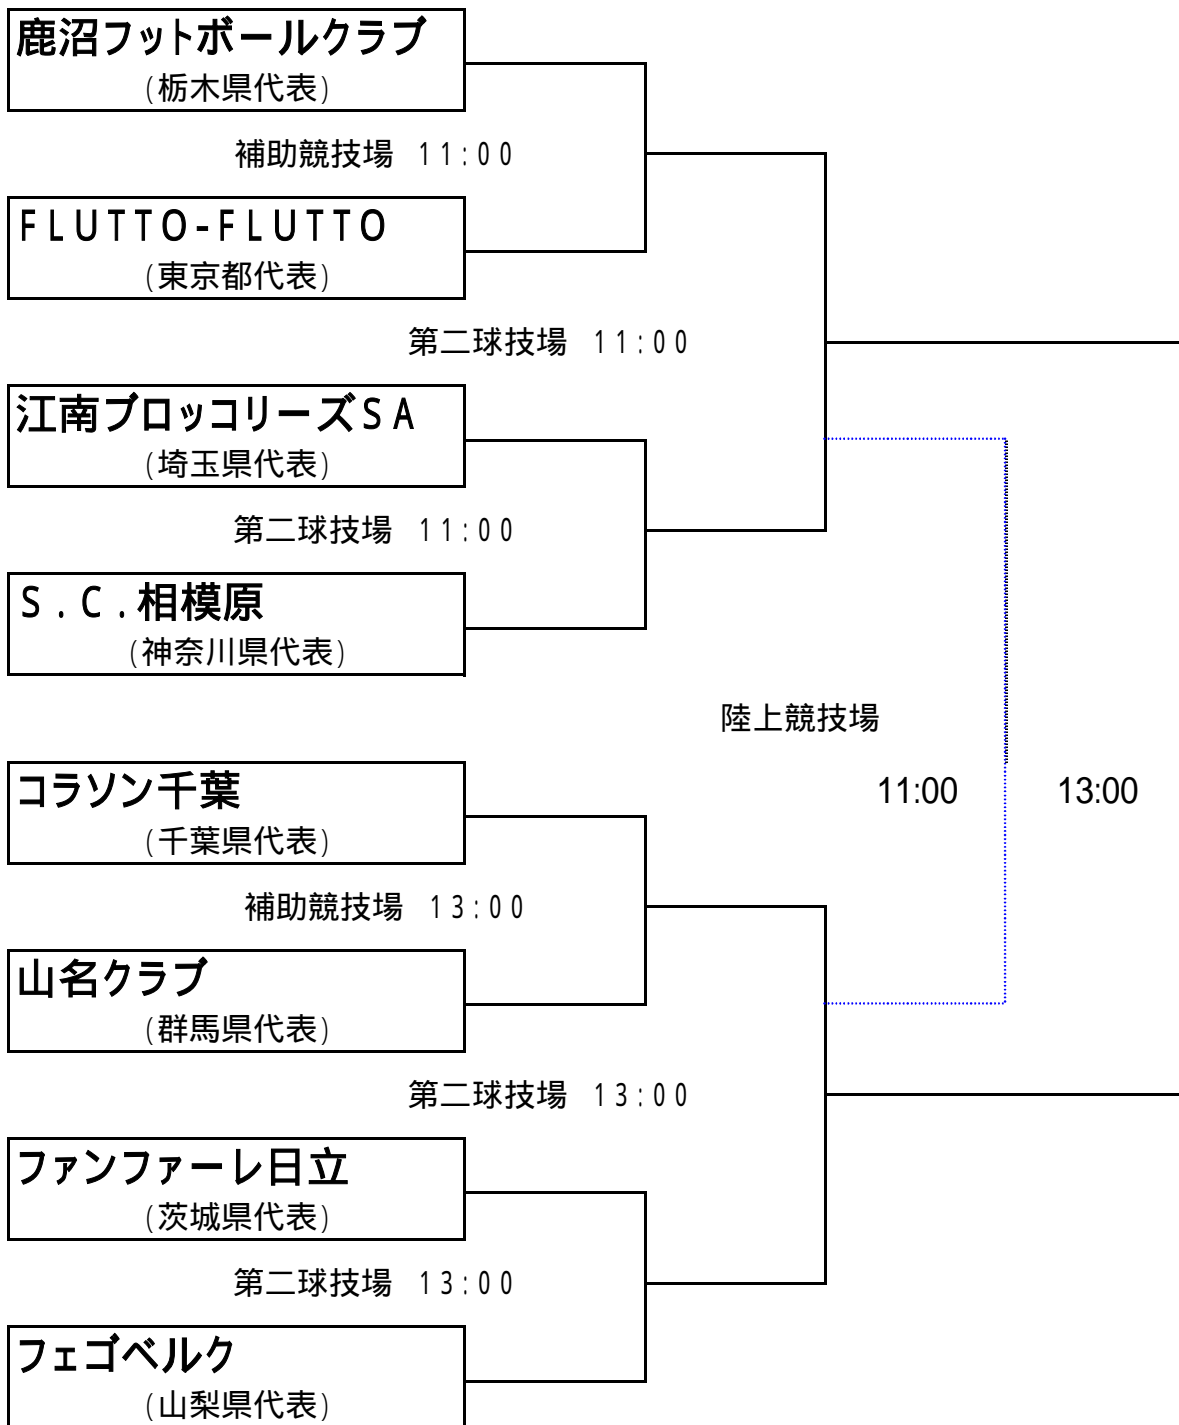 鹿沼フットボールクラブ
(栃木県代表)
補助競技場 11:00
FLUTTO-FLUTTO
(東京都代表)
第二球技場 11:00
江南ブロッコリーズSA
(埼玉県代表)
第二球技場 11:00
S.C.相模原
(神奈川県代表)
陸上競技場
11:00 13:00
コラソン千葉
(千葉県代表)
補助競技場 13:00
山名クラブ
(群馬県代表)
第二球技場 13:00
ファンファーレ日立
(茨城県代表)
第二球技場 13:00
フェゴベルク
(山梨県代表)